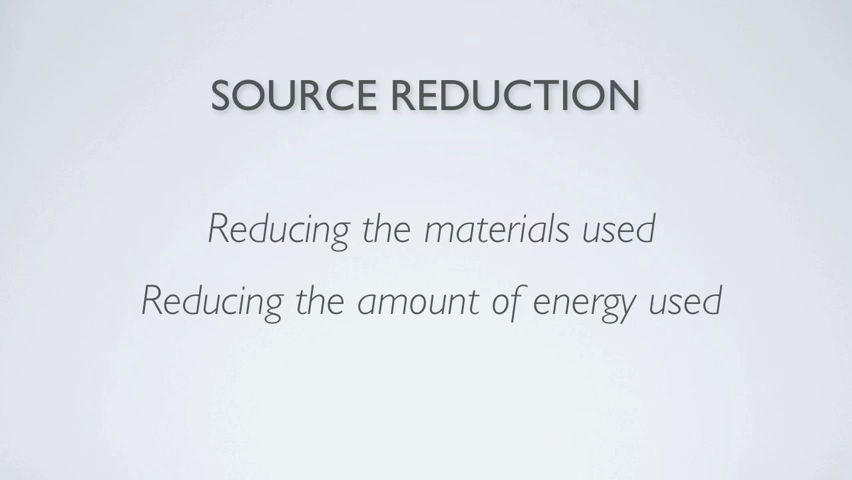 SOURCE REDUCTION
Reducing the materials used
Reducing the amount of energy used